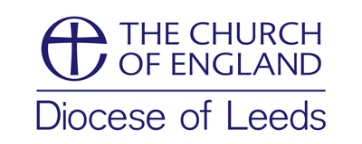 THE CHURCH
OF ENGLAND
Diocese of Leeds